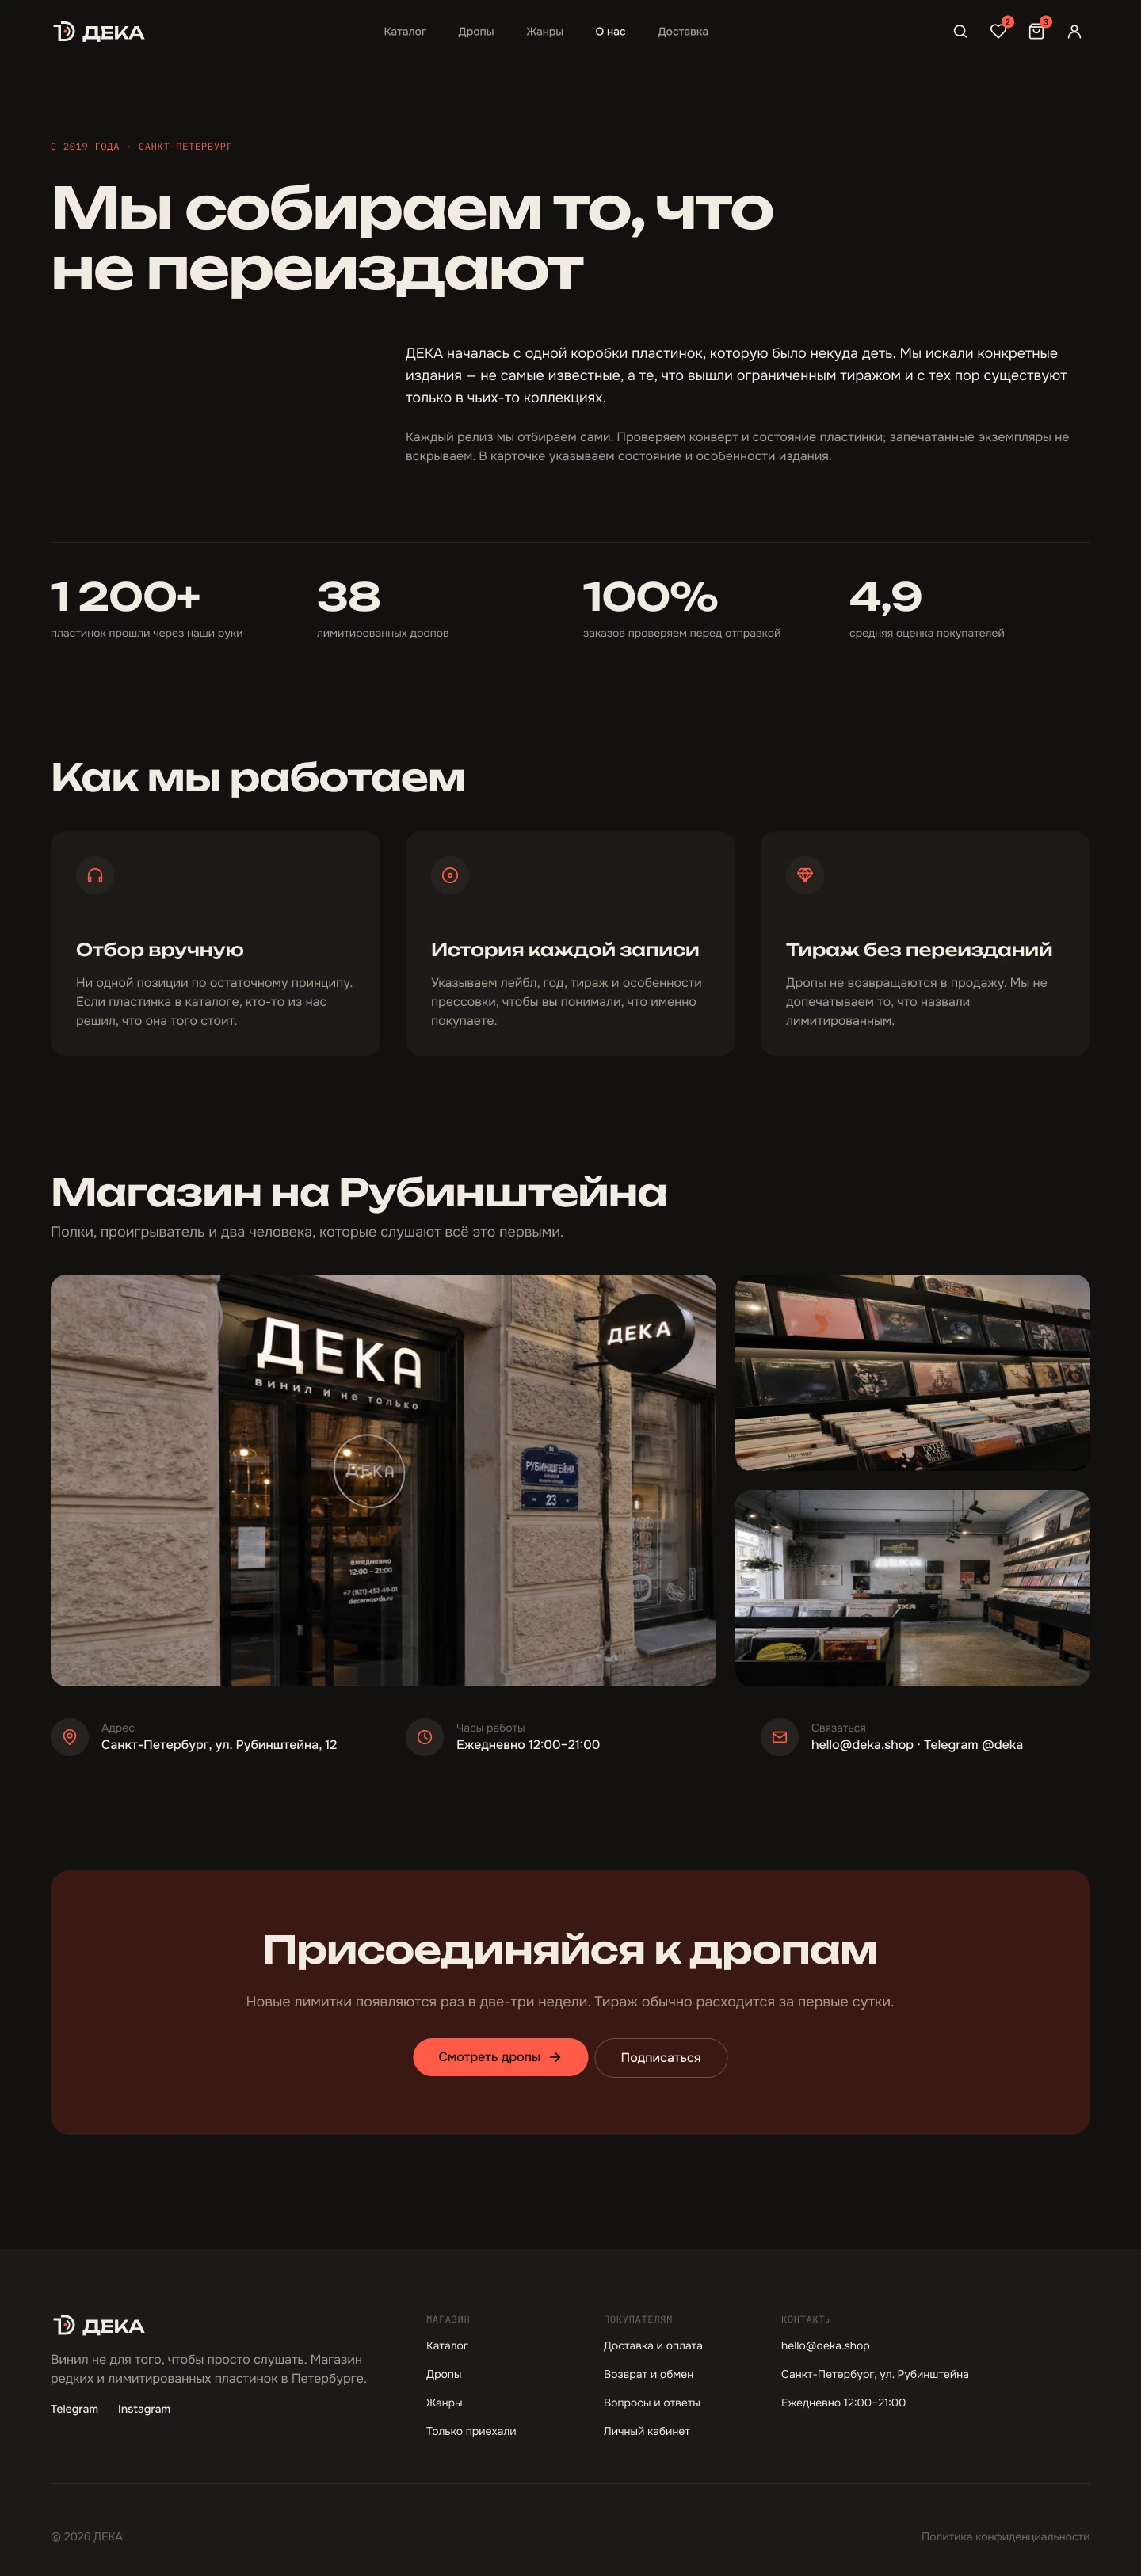 ДЕКА
Каталог
Дропы
Жанры
О нас
Доставка
2
3
С 2019 ГОДА · САНКТ-ПЕТЕРБУРГ
Мы собираем то, что
не переиздают
ДЕКА началась с одной коробки пластинок, которую было некуда деть. Мы искали конкретные
издания — не самые известные, а те, что вышли ограниченным тиражом и с тех пор существуют
только в чьих-то коллекциях.
Каждый релиз мы отбираем сами. Проверяем конверт и состояние пластинки; запечатанные экземпляры не
вскрываем. В карточке указываем состояние и особенности издания.
1 200+
пластинок прошли через наши руки
38
лимитированных дропов
100%
заказов проверяем перед отправкой
4,9
средняя оценка покупателей
Как мы работаем
Отбор вручную
Ни одной позиции по остаточному принципу.
Если пластинка в каталоге, кто-то из нас
решил, что она того стоит.
История каждой записи
Указываем лейбл, год, тираж и особенности
прессовки, чтобы вы понимали, что именно
покупаете.
Тираж без переизданий
Дропы не возвращаются в продажу. Мы не
допечатываем то, что назвали
лимитированным.
Магазин на Рубинштейна
Полки, проигрыватель и два человека, которые слушают всё это первыми.
ДЕКА
ВИНИЛ И НЕ ТОЛЬКО
ДЕКА
ДЕКА
РУБИНШТЕЙНА
23
ежедневно
12:00 – 21:00
+7 (921) 432-49-01
HIP-HOP
Адрес
Санкт-Петербург, ул. Рубинштейна, 12
Часы работы
Ежедневно 12:00–21:00
Связаться
hello@deka.shop · Telegram @deka
Присоединяйся к дропам
Новые лимитки появляются раз в две-три недели. Тираж обычно расходится за первые сутки.
Смотреть дропы →
Подписаться
ДЕКА
Винил не для того, чтобы просто слушать. Магазин
редких и лимитированных пластинок в Петербурге.
Telegram
Instagram
МАГАЗИН
Каталог
Дропы
Жанры
Только приехали
ПОКУПАТЕЛЯМ
Доставка и оплата
Возврат и обмен
Вопросы и ответы
Личный кабинет
КОНТАКТЫ
hello@deka.shop
Санкт-Петербург, ул. Рубинштейна
Ежедневно 12:00–21:00
© 2026 ДЕКА
Политика конфиденциальности